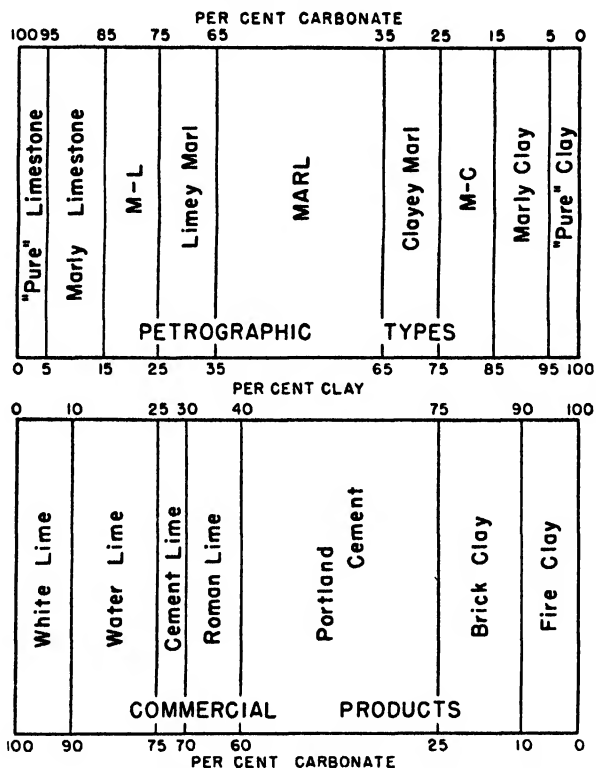 PER CENT CARBONATE
100 95 85 75 65 35 25 15 5 0
"Pure" Limestone
Marly Limestone
M-L
Limey Marl
MARL
Clayey Marl
M-C
Marly Clay
"Pure" Clay
PETROGRAPHIC TYPES
0 5 15 25 35 65 75 85 95 100
PER CENT CLAY
0 10 25 30 40 75 90 100
White Lime
Water Lime
Cement Lime
Roman Lime
Portland
Cement
Brick Clay
Fire Clay
COMMERCIAL PRODUCTS
100 90 75 70 60 25 10 0
PER CENT CARBONATE